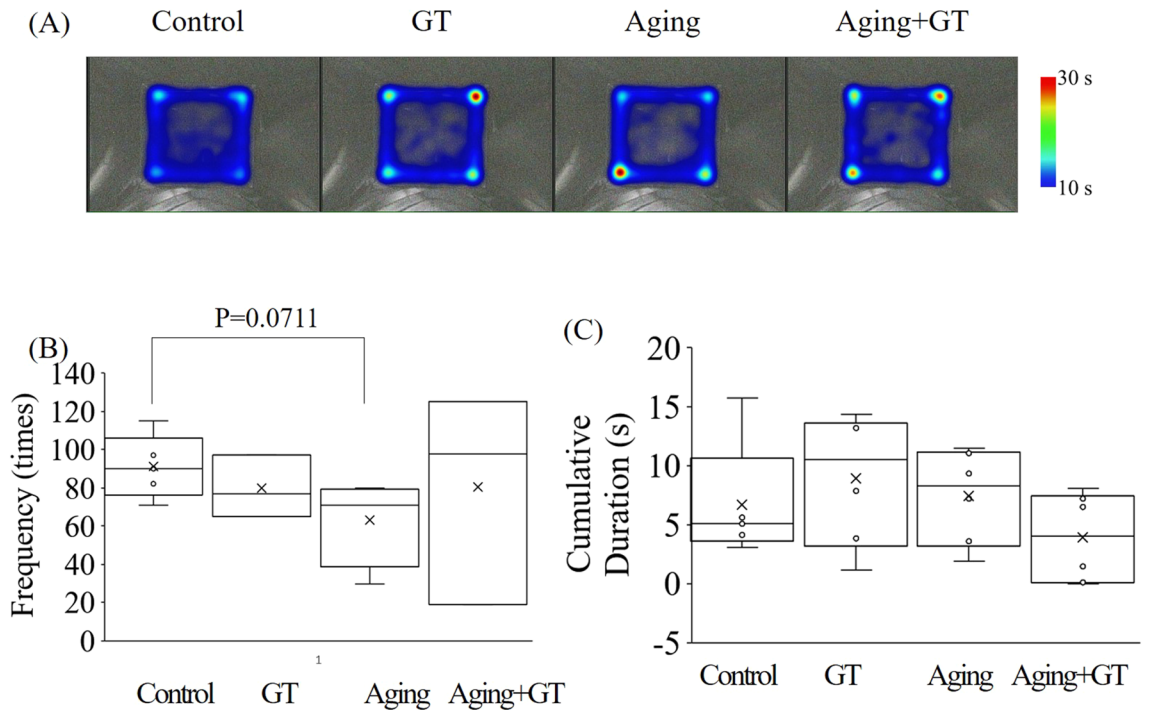 (A) Control GT Aging Aging+GT
30 s
10 s
P=0.0711
(B)
Frequency (times)
140
120
100
80
60
40
20
0
1
Control GT Aging Aging+GT
(C)
Cumulative
Duration (s)
20
15
10
5
0
-5
Control GT Aging Aging+GT